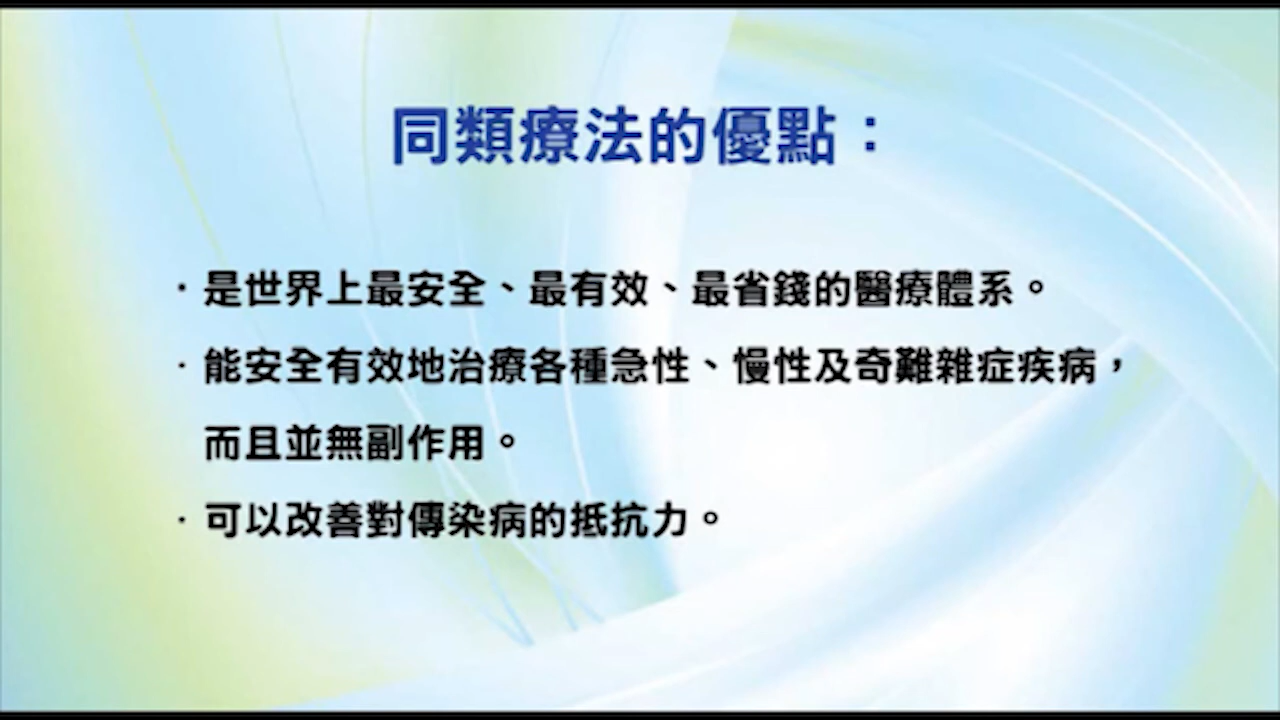 同類療法的優點：
·是世界上最安全、最有效、最省錢的醫療體系。
·能安全有效地治療各種急性、慢性及奇難雜症疾病，
而且並無副作用。
·可以改善對傳染病的抵抗力。